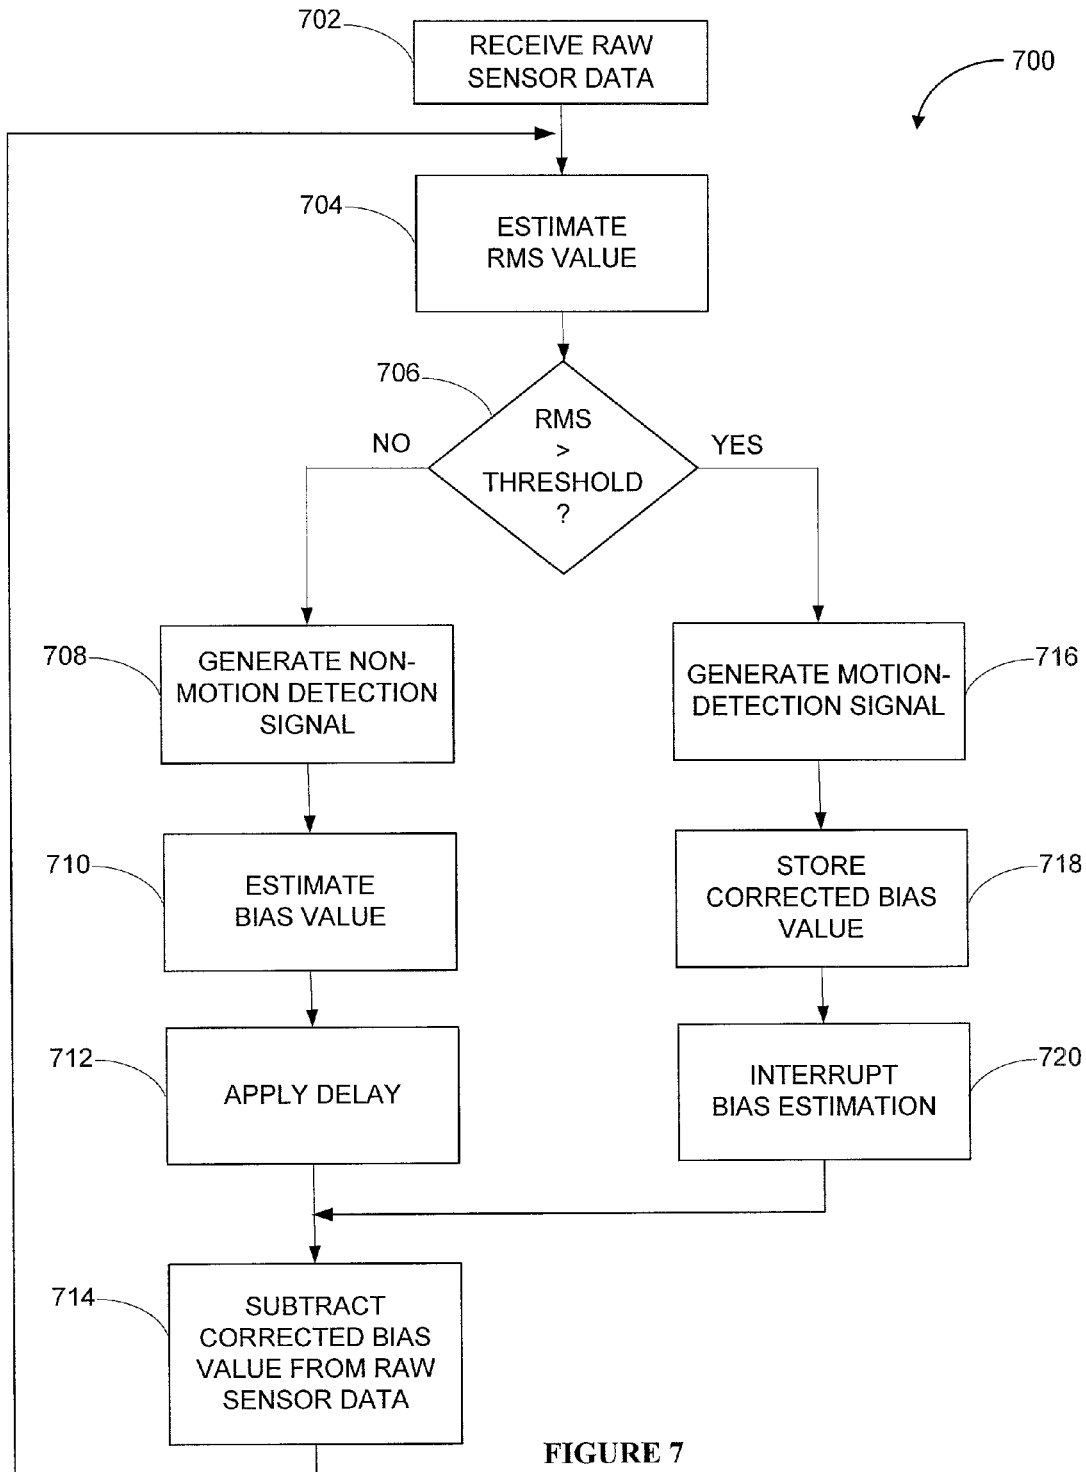 702
RECEIVE RAW
SENSOR DATA
700
704
ESTIMATE
RMS VALUE
706
RMS
>
THRESHOLD
?
NO
YES
708
GENERATE NON-
MOTION DETECTION
SIGNAL
716
GENERATE MOTION-
DETECTION SIGNAL
710
ESTIMATE
BIAS VALUE
718
STORE
CORRECTED BIAS
VALUE
712
APPLY DELAY
720
INTERRUPT
BIAS ESTIMATION
714
SUBTRACT
CORRECTED BIAS
VALUE FROM RAW
SENSOR DATA
FIGURE 7